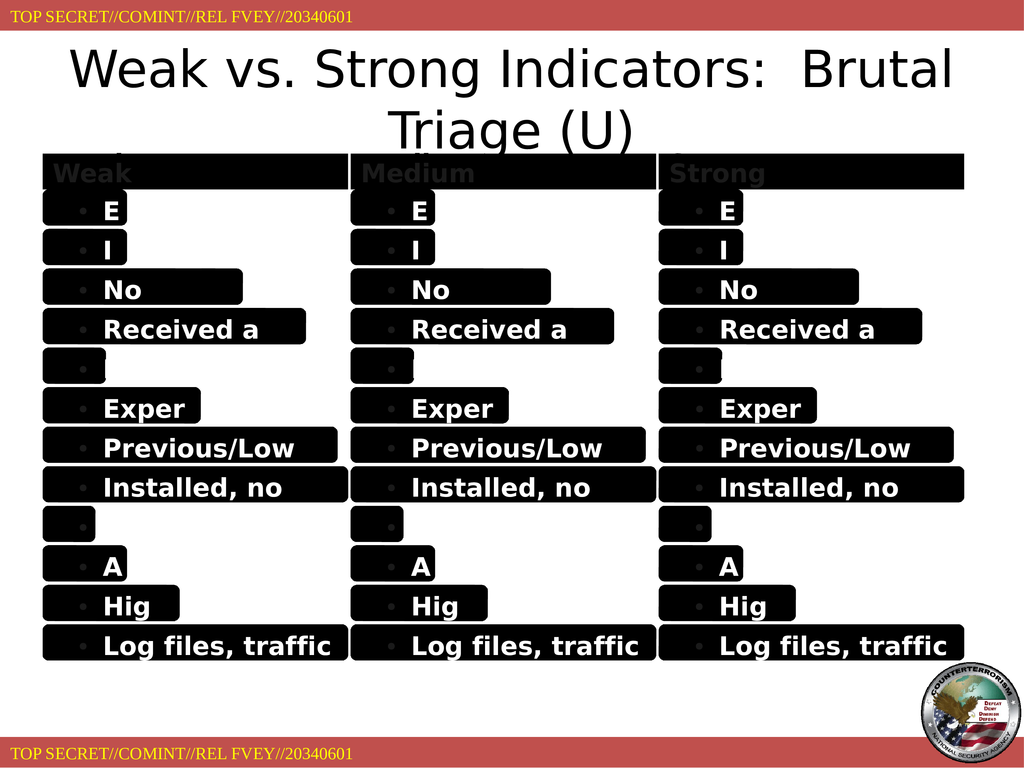 TOP SECRET//COMINT//REL FVEY//20340601
Weak vs. Strong Indicators: Brutal
Triage (U)
Weak Medium Strong
• E • E • E
• I • I • I
• No • No • No
• Received a • Received a • Received a
• • •
• Exper • Exper • Exper
• Previous/Low • Previous/Low • Previous/Low
• Installed, no • Installed, no • Installed, no
• • •
• A • A • A
• Hig • Hig • Hig
• Log files, traffic • Log files, traffic • Log files, traffic
COUNTERTERRORISM
DEFEAT
DENY
DIMINISH
DEFEND
NATIONAL SECURITY AGENCY
TOP SECRET//COMINT//REL FVEY//20340601